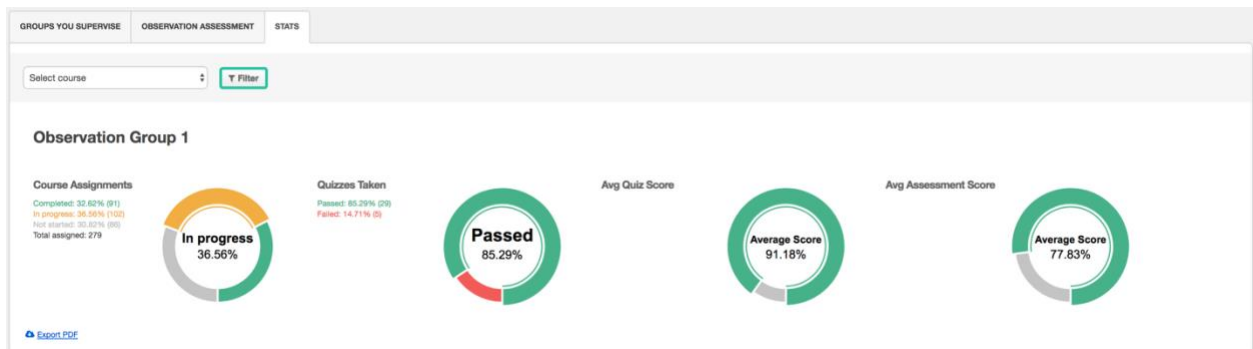 GROUPS YOU SUPERVISE
OBSERVATION ASSESSMENT
STATS
Select course
Filter
Observation Group 1
Course Assignments
Completed: 32.62% (91)
In progress: 36.56% (102)
Not started: 30.82% (86)
Total assigned: 279
In progress
36.56%
Quizzes Taken
Passed: 85.29% (29)
Failed: 14.71% (5)
Passed
85.29%
Avg Quiz Score
Average Score
91.18%
Avg Assessment Score
Average Score
77.83%
Export PDF